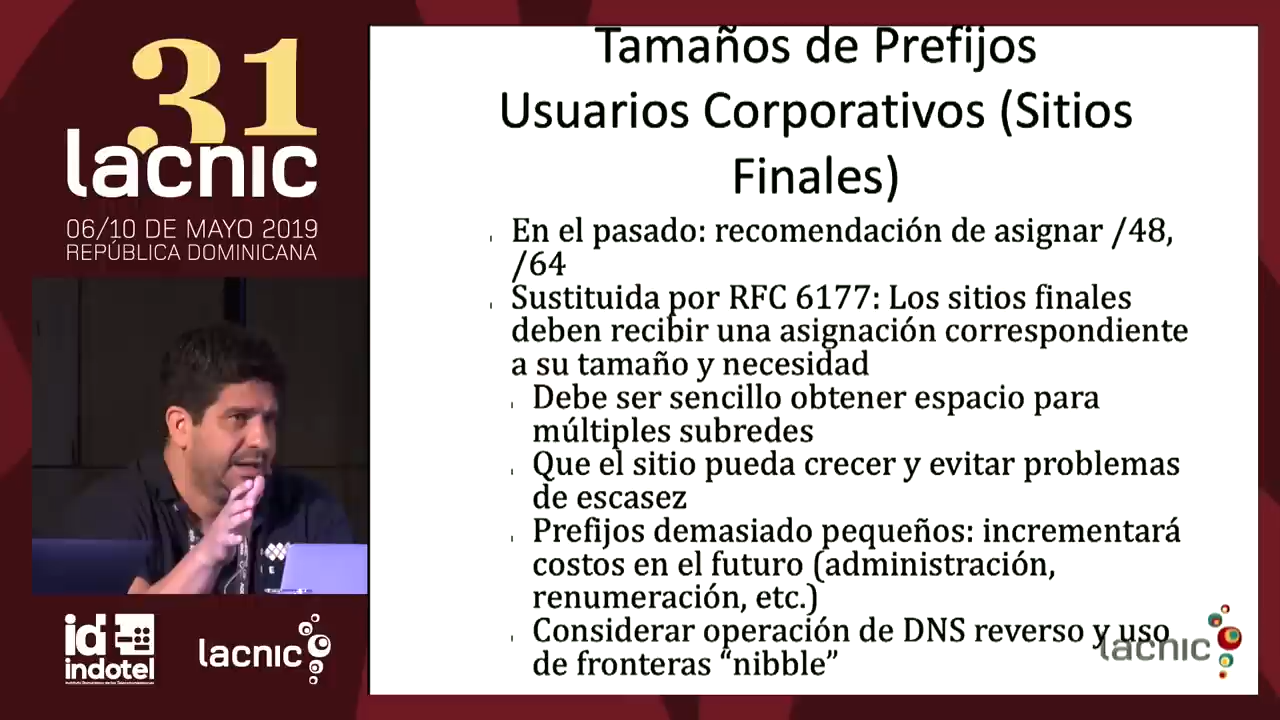 31
lacnic
06/10 DE MAYO 2019
REPÚBLICA DOMINICANA
Tamaños de Prefijos
Usuarios Corporativos (Sitios
Finales)
En el pasado: recomendación de asignar /48,
/64
Sustituida por RFC 6177: Los sitios finales
deben recibir una asignación correspondiente
a su tamaño y necesidad
Debe ser sencillo obtener espacio para
múltiples subredes
Que el sitio pueda crecer y evitar problemas
de escasez
Prefijos demasiado pequeños: incrementará
costos en el futuro (administración,
renumeración, etc.)
Considerar operación de DNS reverso y uso
de fronteras “nibble”
lacnic
indotel
lacnic